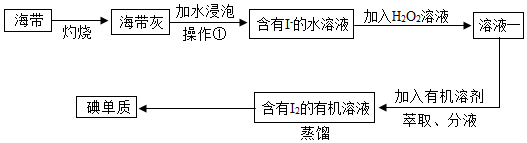 海带
灼烧
海带灰
加水浸泡
操作①
含有I⁻的水溶液
加入H₂O₂溶液
溶液一
加入有机溶剂
萃取、分液
含有I₂的有机溶液
蒸馏
碘单质